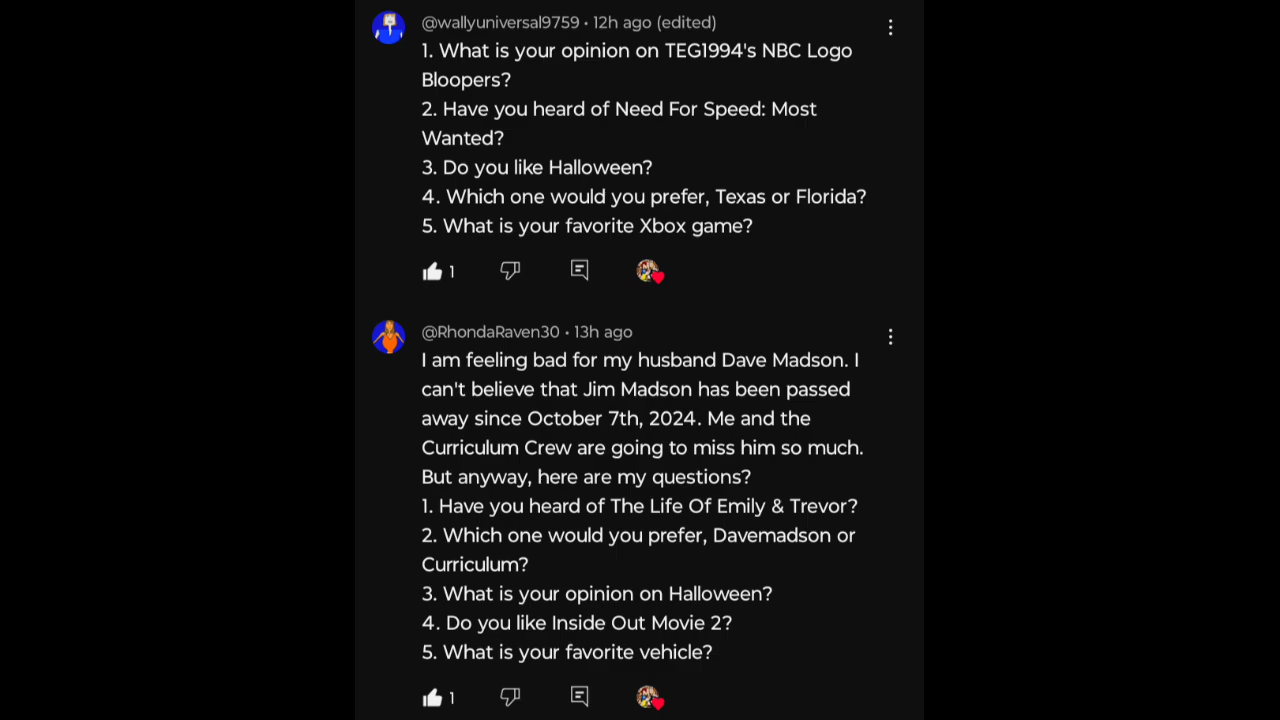 @wallyuniversal9759 • 12h ago (edited)
1. What is your opinion on TEG1994's NBC Logo
Bloopers?
2. Have you heard of Need For Speed: Most
Wanted?
3. Do you like Halloween?
4. Which one would you prefer, Texas or Florida?
5. What is your favorite Xbox game?
1
@RhondaRaven30 • 13h ago
I am feeling bad for my husband Dave Madson. I
can't believe that Jim Madson has been passed
away since October 7th, 2024. Me and the
Curriculum Crew are going to miss him so much.
But anyway, here are my questions?
1. Have you heard of The Life Of Emily & Trevor?
2. Which one would you prefer, Davemadson or
Curriculum?
3. What is your opinion on Halloween?
4. Do you like Inside Out Movie 2?
5. What is your favorite vehicle?
1